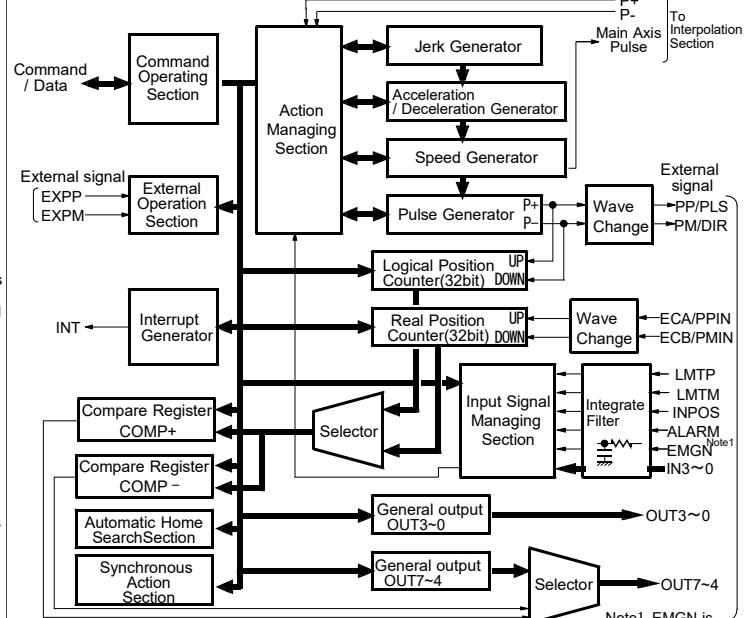 P+
P-
Main Axis
Pulse
To
Interpolation
Section
Command
/ Data
Command
Operating
Section
Action
Managing
Section
Jerk Generator
Acceleration
/ Deceleration Generator
Speed Generator
Pulse Generator
P+
P-
Wave
Change
External
signal
PP/PLS
PM/DIR
External signal
EXPP
EXPM
External
Operation
Section
Logical Position
Counter(32bit)
UP
DOWN
INT
Interrupt
Generator
Real Position
Counter(32bit)
UP
DOWN
Wave
Change
ECA/PPIN
ECB/PMIN
Compare Register
COMP+
Selector
Input Signal
Managing
Section
Integrate
Filter
LMTP
LMTM
INPOS
ALARM
EMGN Note1
IN3~0
Compare Register
COMP -
Automatic Home
SearchSection
General output
OUT3~0
OUT3~0
Synchronous
Action
Section
General output
OUT7~4
Selector
OUT7~4
Note1 EMGN is